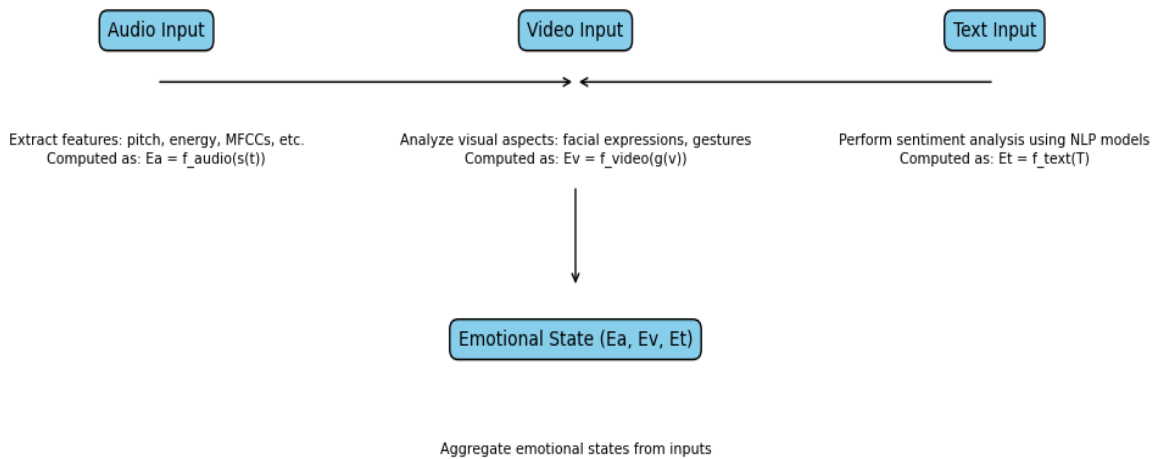 Audio Input
Video Input
Text Input
Extract features: pitch, energy, MFCCs, etc.
Computed as: Ea = f_audio(s(t))
Analyze visual aspects: facial expressions, gestures
Computed as: Ev = f_video(g(v))
Perform sentiment analysis using NLP models
Computed as: Et = f_text(T)
Emotional State (Ea, Ev, Et)
Aggregate emotional states from inputs